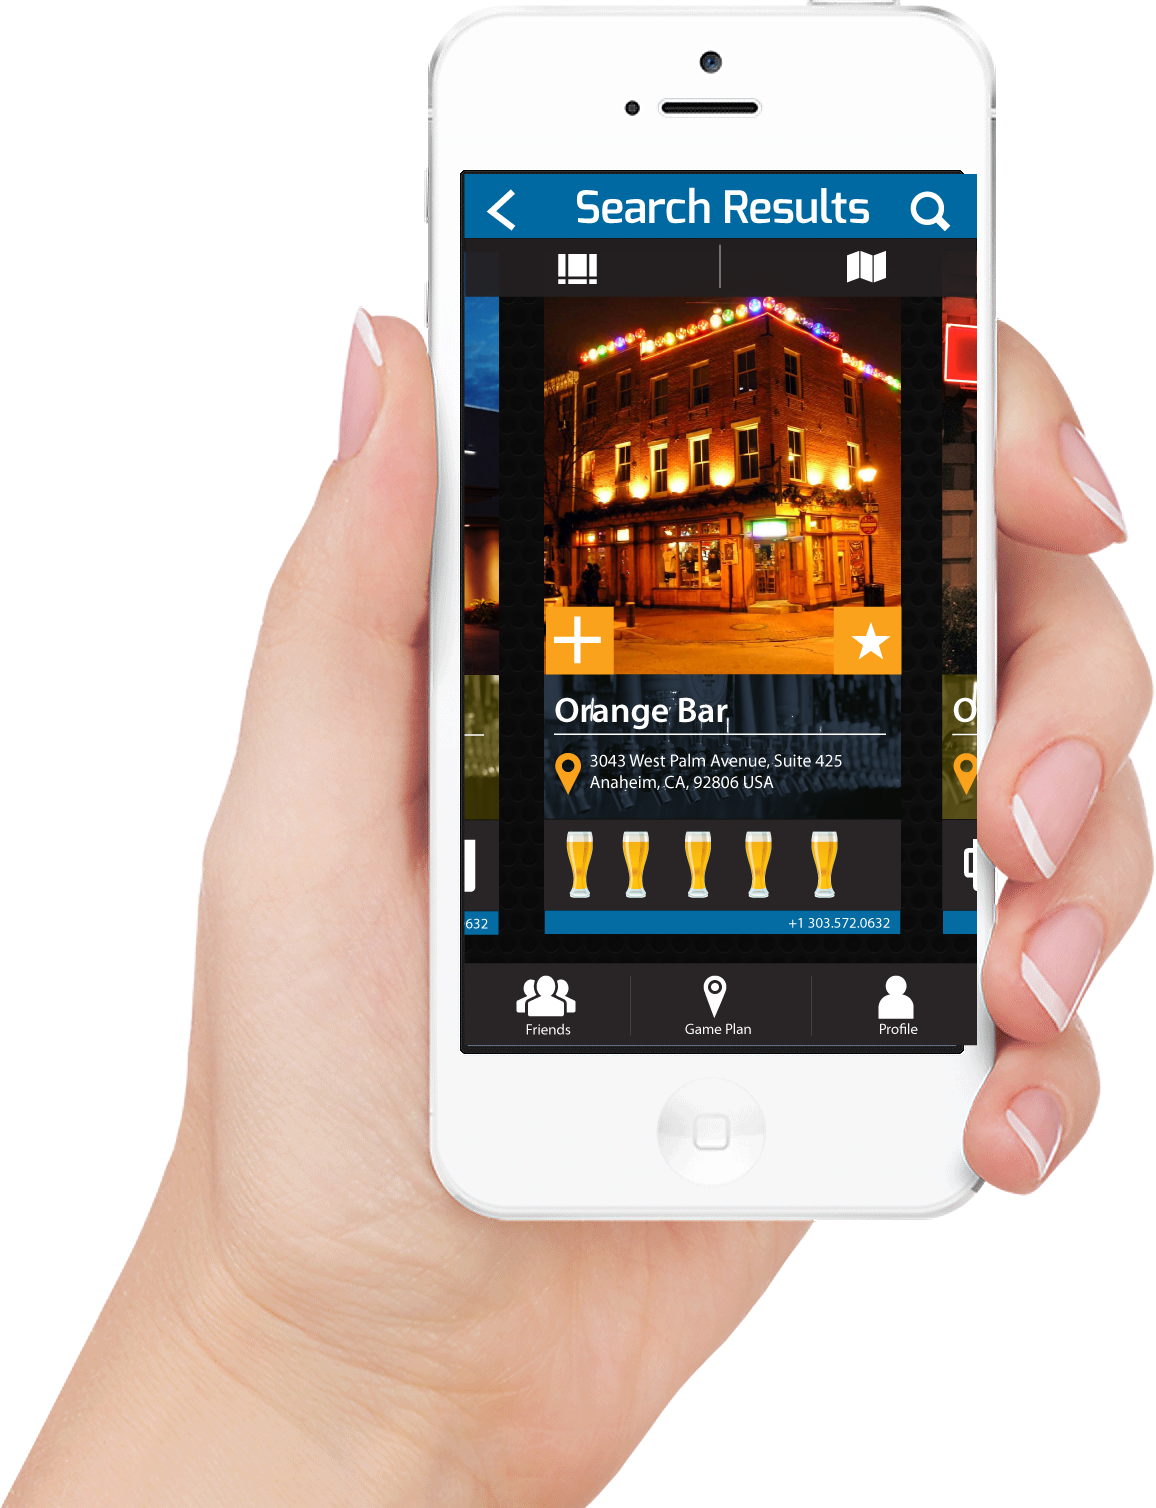 Search Results
Orange Bar
3043 West Palm Avenue, Suite 425
Anaheim, CA, 92806 USA
O
632
+1 303.572.0632
Friends
Game Plan
Profile